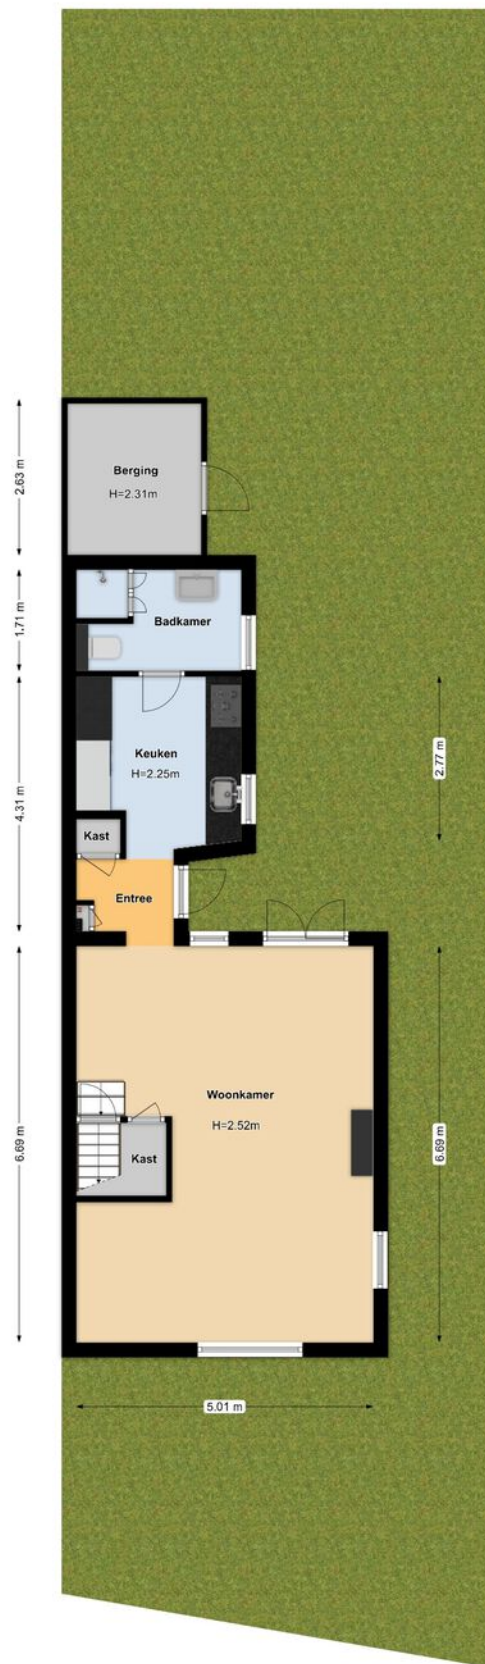 2.63 m
Berging
H=2.31m
1.71 m
Badkamer
4.31 m
Keuken
H=2.25m
2.77 m
Kast
Entree
6.69 m
Woonkamer
H=2.52m
Kast
6.69 m
5.01 m